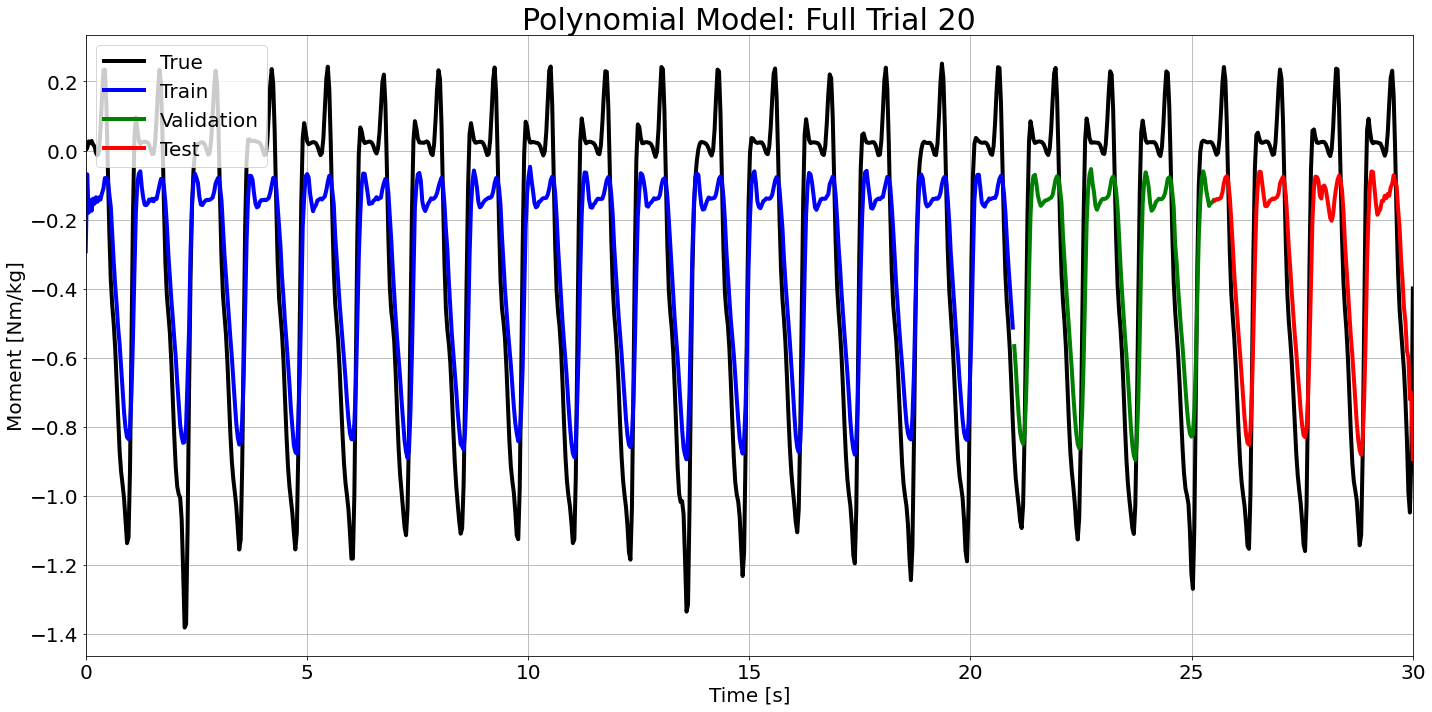 Polynomial Model: Full Trial 20
True
Train
Validation
Test
0.2
0.0
−0.2
−0.4
−0.6
−0.8
−1.0
−1.2
−1.4
Moment [Nm/kg]
0 5 10 15 20 25 30
Time [s]